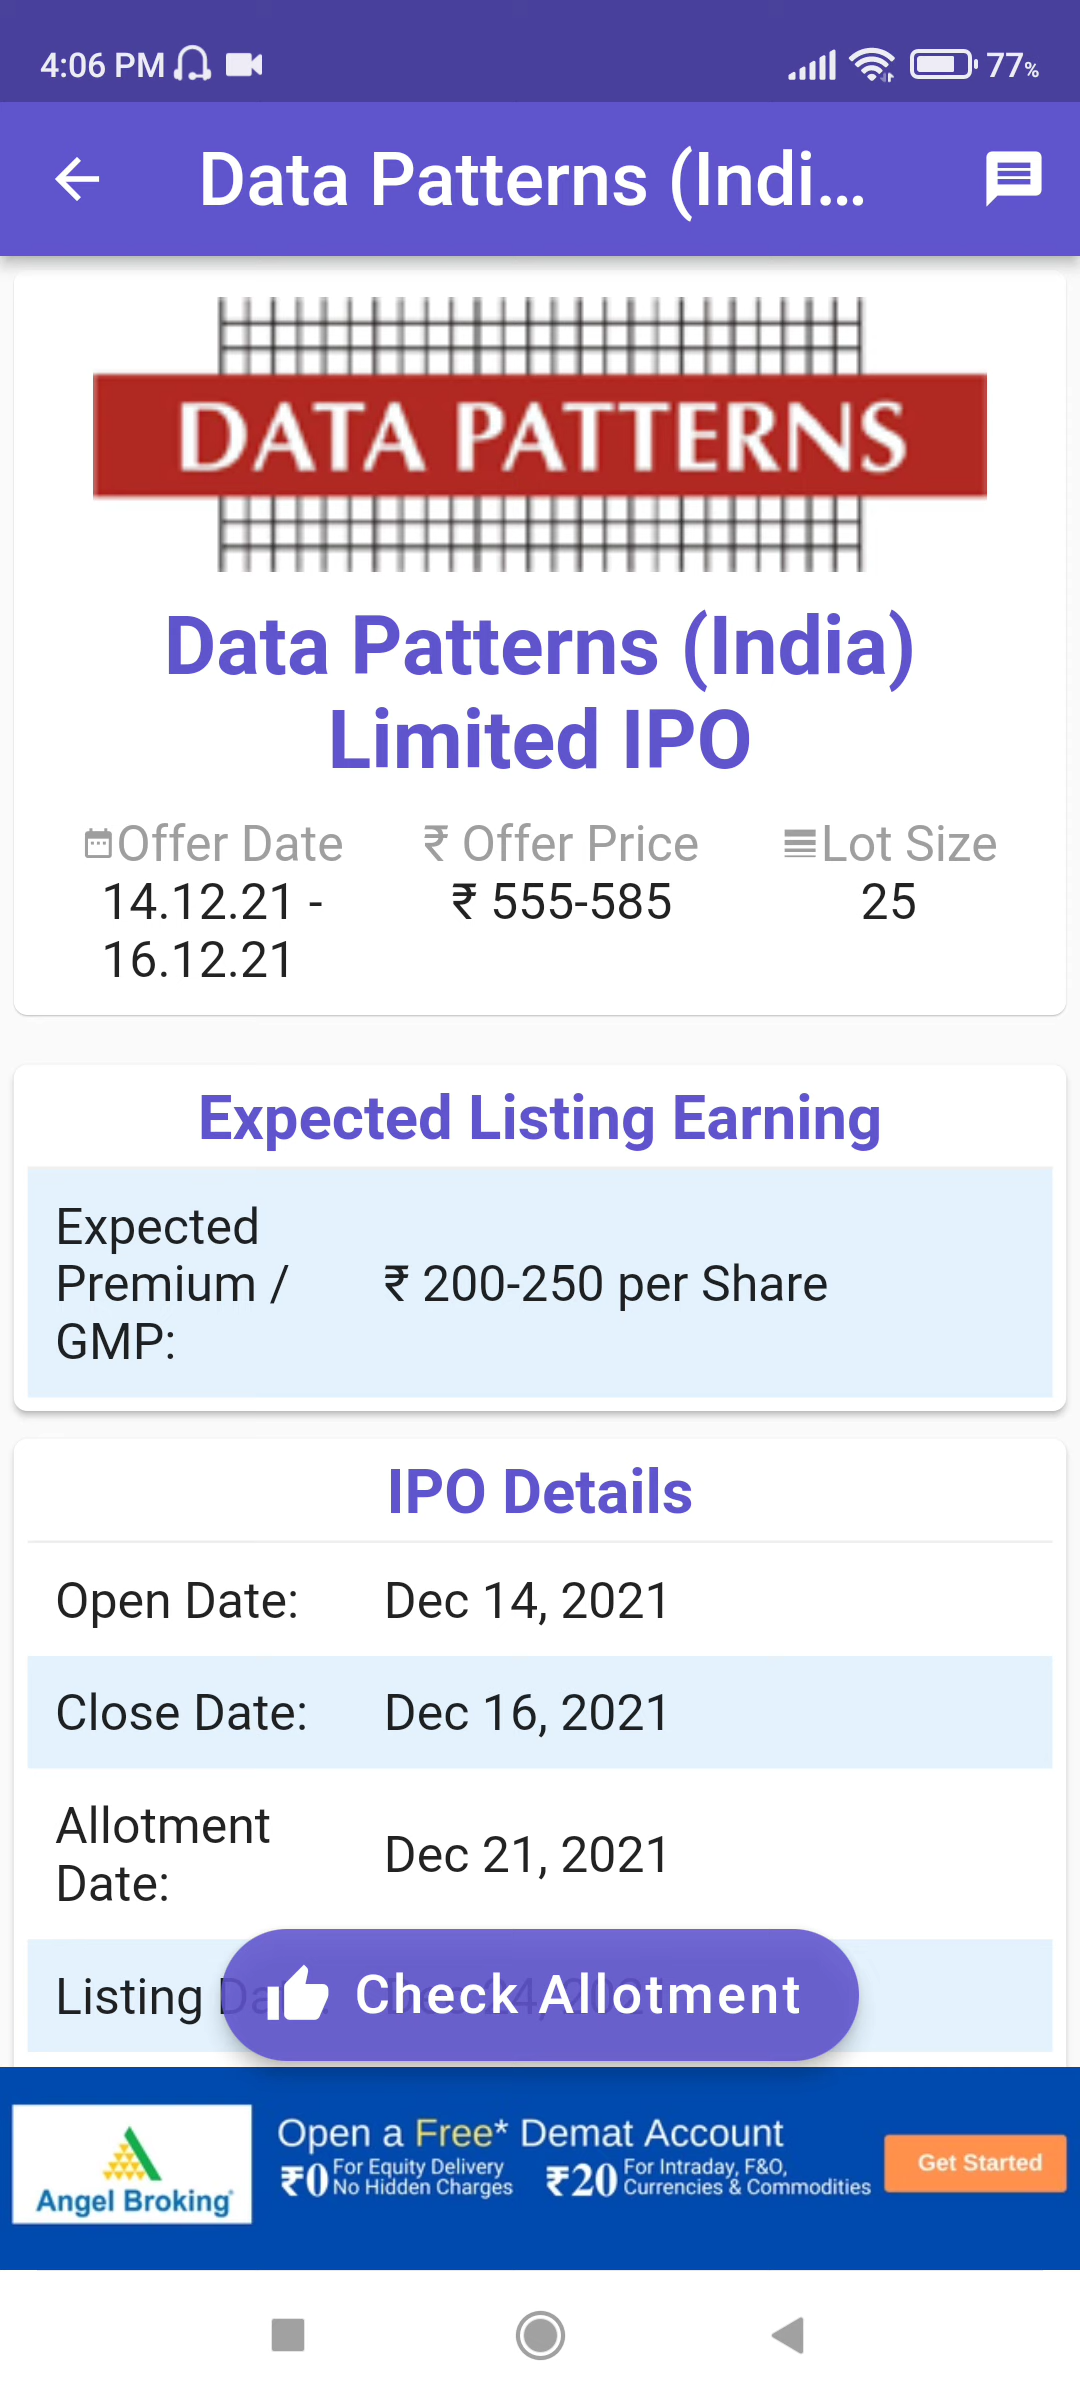 4:06 PM
77%
Data Patterns (Indi...
DATA PATTERNS
Data Patterns (India)
Limited IPO
Offer Date
14.12.21 -
16.12.21
₹ Offer Price
₹ 555-585
Lot Size
25
Expected Listing Earning
Expected
Premium /
GMP:
₹ 200-250 per Share
IPO Details
Open Date:
Dec 14, 2021
Close Date:
Dec 16, 2021
Allotment
Date:
Dec 21, 2021
Listing
Check Allotment
Angel Broking
Open a Free* Demat Account
₹0 For Equity Delivery
No Hidden Charges
₹20 For Intraday, F&O,
Currencies & Commodities
Get Started